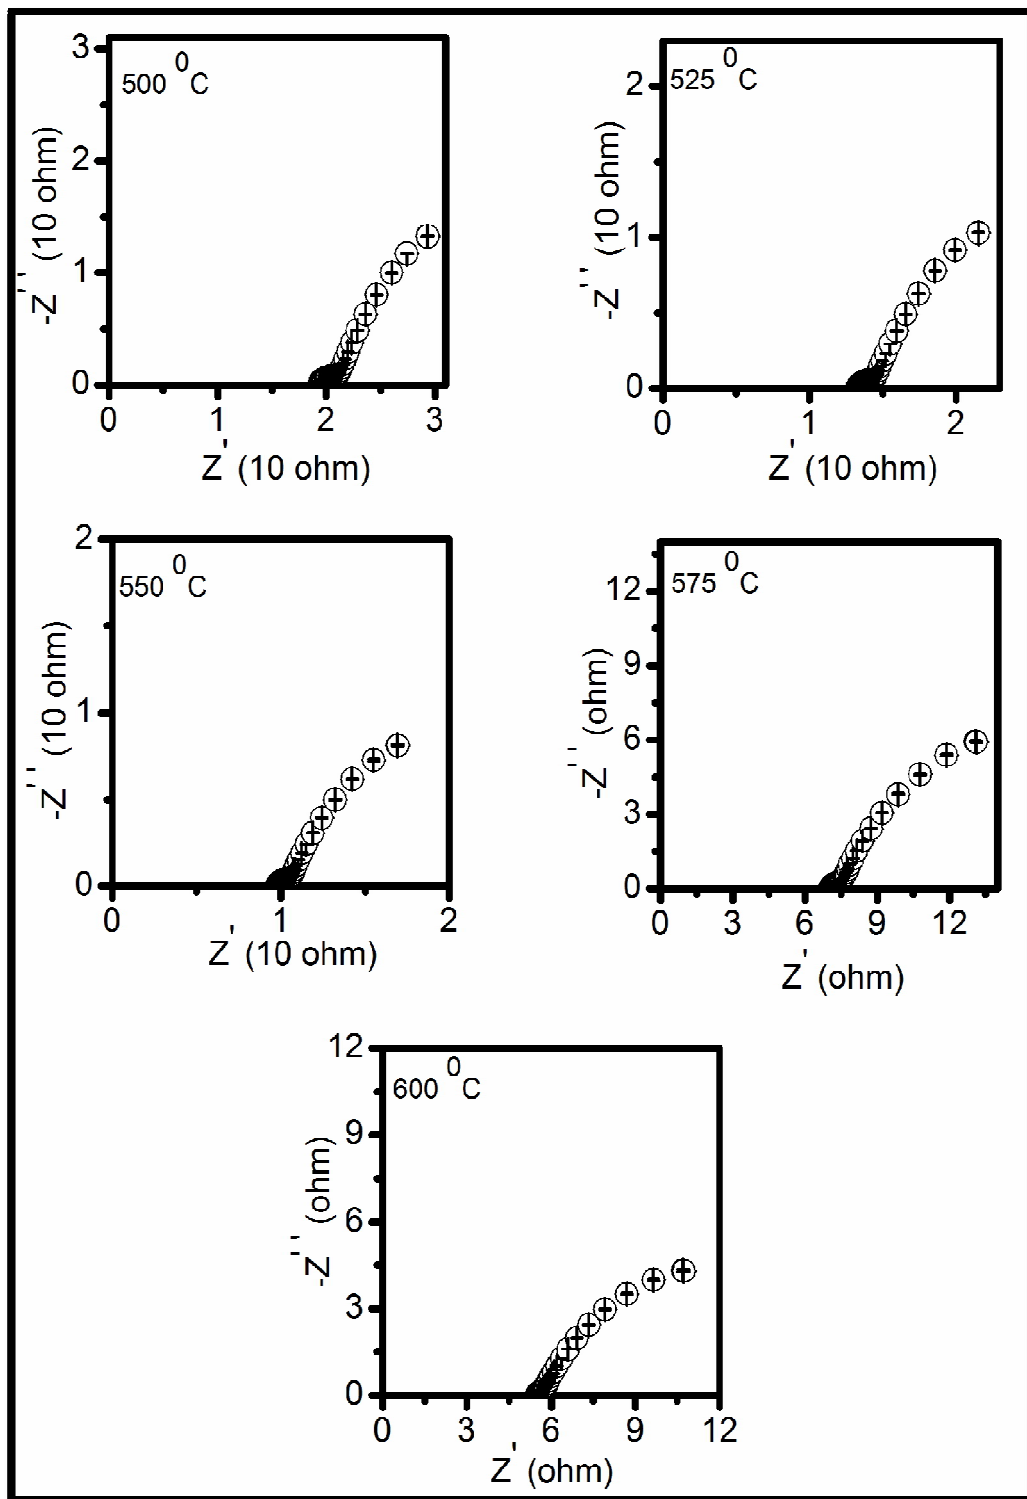 500 ⁰C
3
2
1
0
-Z'' (10 ohm)
0 1 2 3
Z' (10 ohm)
525 ⁰C
2
1
0
-Z'' (10 ohm)
0 1 2
Z' (10 ohm)
550 ⁰C
2
1
0
-Z'' (10 ohm)
0 1 2
Z' (10 ohm)
575 ⁰C
12
9
6
3
0
-Z'' (ohm)
0 3 6 9 12
Z' (ohm)
600 ⁰C
12
9
6
3
0
-Z'' (ohm)
0 3 6 9 12
Z' (ohm)